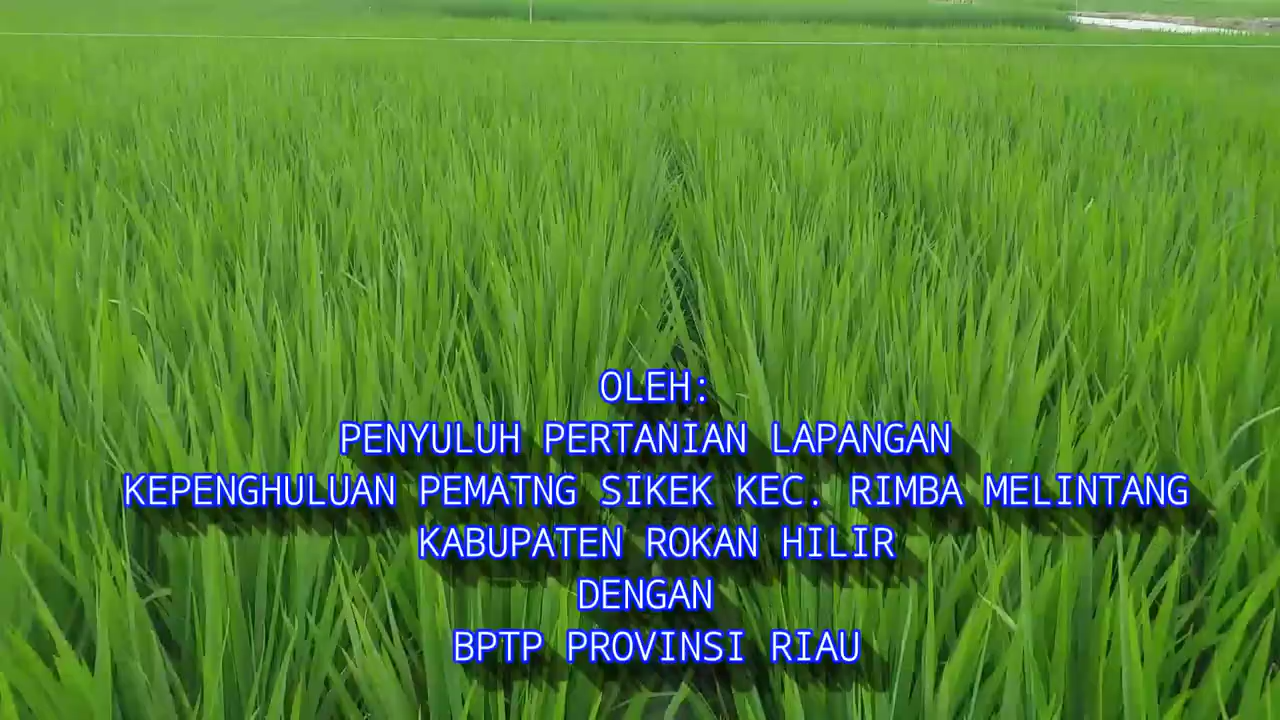 OLEH:
PENYULUH PERTANIAN LAPANGAN
KEPENGHULUAN PEMATNG SIKEK KEC. RIMBA MELINTANG
KABUPATEN ROKAN HILIR
DENGAN
BPTP PROVINSI RIAU